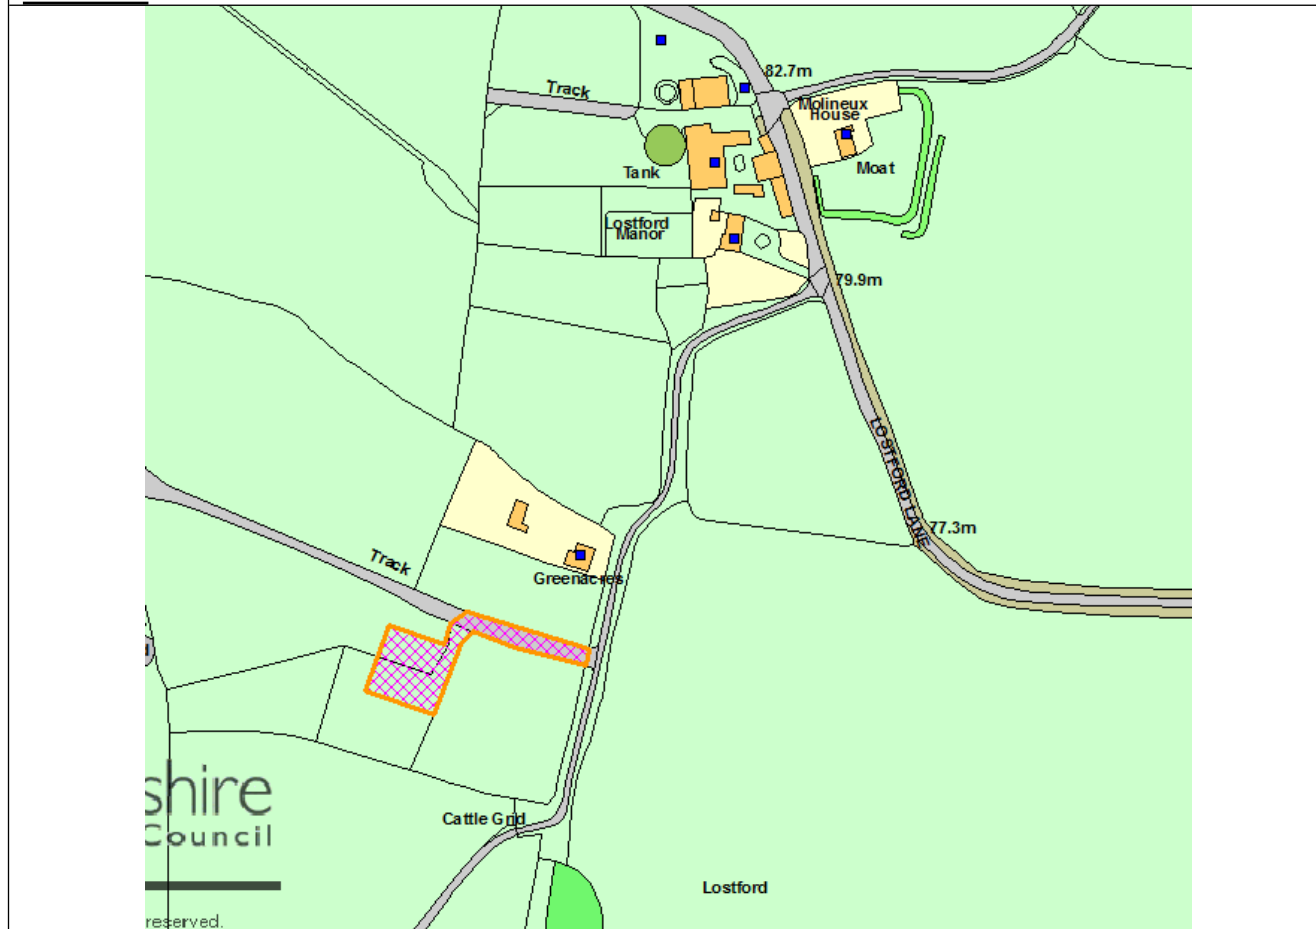 82.7m
Track
Molineux
House
Tank
Moat
Lostford
Manor
79.9m
LOSTFORD LANE
77.3m
Track
Greenacres
shire
Council
Cattle Grid
Lostford
reserved.